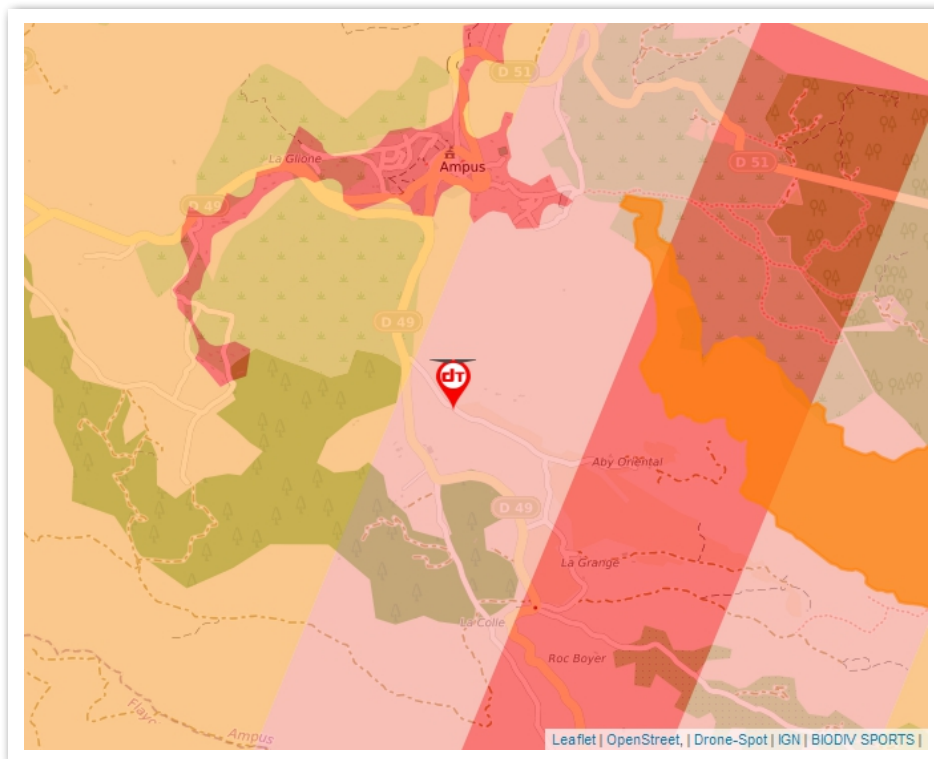 D 51
La Glione
Ampus
D 51
D 49
D 49
Aby Oriental
D 49
La Grange
La Colle
Roc Boyer
Flayc
Ampus
dT
Leaflet | OpenStreet, | Drone-Spot | IGN | BIODIV SPORTS |